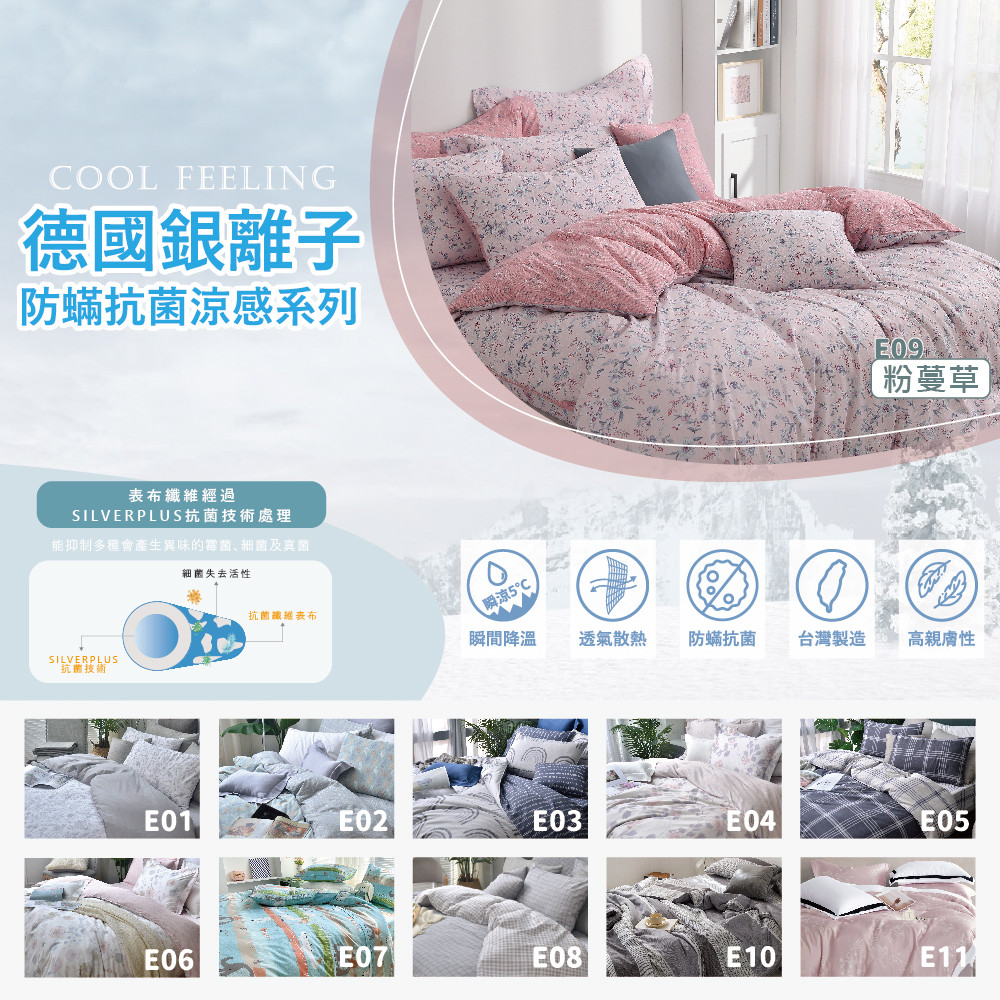 COOL FEELING
德國銀離子
防蟎抗菌涼感系列
E09
粉蔓草
表布纖維經過
SILVERPLUS抗菌技術處理
能抑制多種會產生異味的霉菌、細菌及真菌
細菌失去活性
抗菌纖維表布
SILVERPLUS
抗菌技術
瞬涼5°C
瞬間降溫
透氣散熱
防蟎抗菌
台灣製造
高親膚性
E01
E02
E03
E04
E05
E06
E07
E08
E10
E11